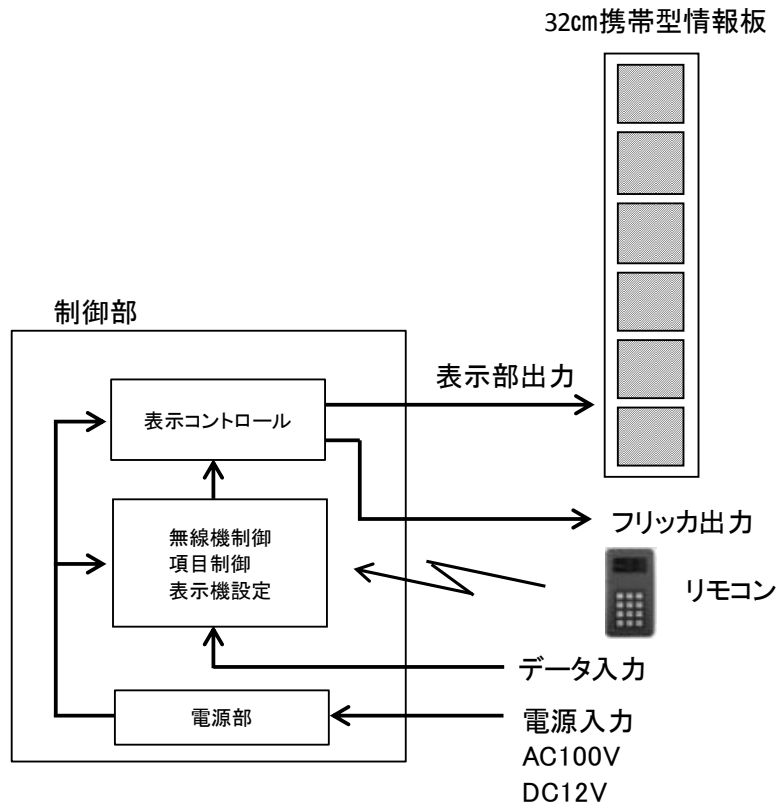 32㎝携帯型情報板
制御部
表示部出力
表示コントロール
フリッカ出力
無線機制御
項目制御
表示機設定
リモコン
データ入力
電源部
電源入力
AC100V
DC12V